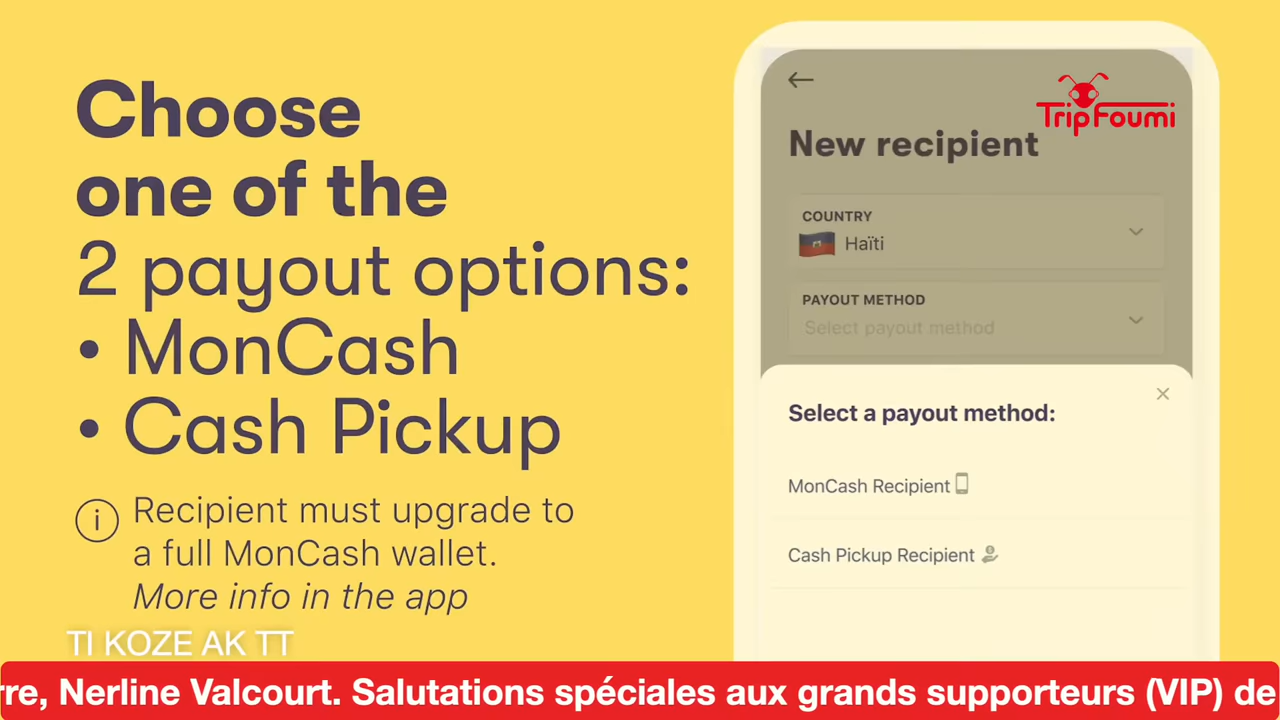 Choose
one of the
2 payout options:
• MonCash
• Cash Pickup
Recipient must upgrade to
a full MonCash wallet.
More info in the app
TripFoumi
New recipient
COUNTRY
Haïti
PAYOUT METHOD
Select payout method
Select a payout method:
MonCash Recipient
Cash Pickup Recipient
TI KOZE AK TT
rre, Nerline Valcourt. Salutations spéciales aux grands supporteurs (VIP) de